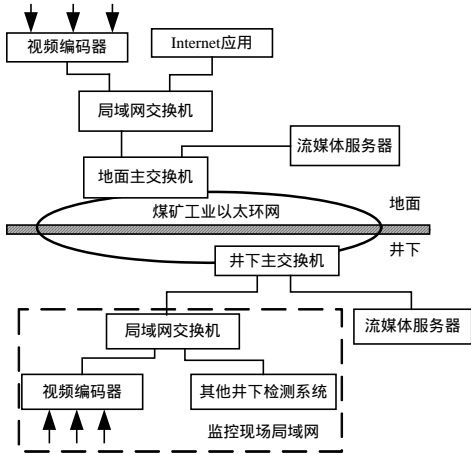 视频编码器
Internet应用
局域网交换机
流媒体服务器
地面主交换机
煤矿工业以太环网
地面
井下
井下主交换机
局域网交换机
流媒体服务器
视频编码器
其他井下检测系统
监控现场局域网